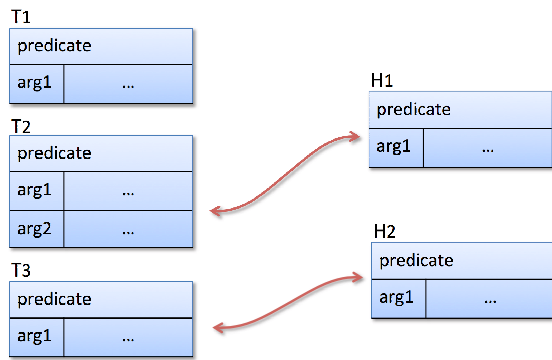 T1
predicate
arg1 ...
T2
predicate
arg1 ...
arg2 ...
T3
predicate
arg1 ...
H1
predicate
arg1 ...
H2
predicate
arg1 ...